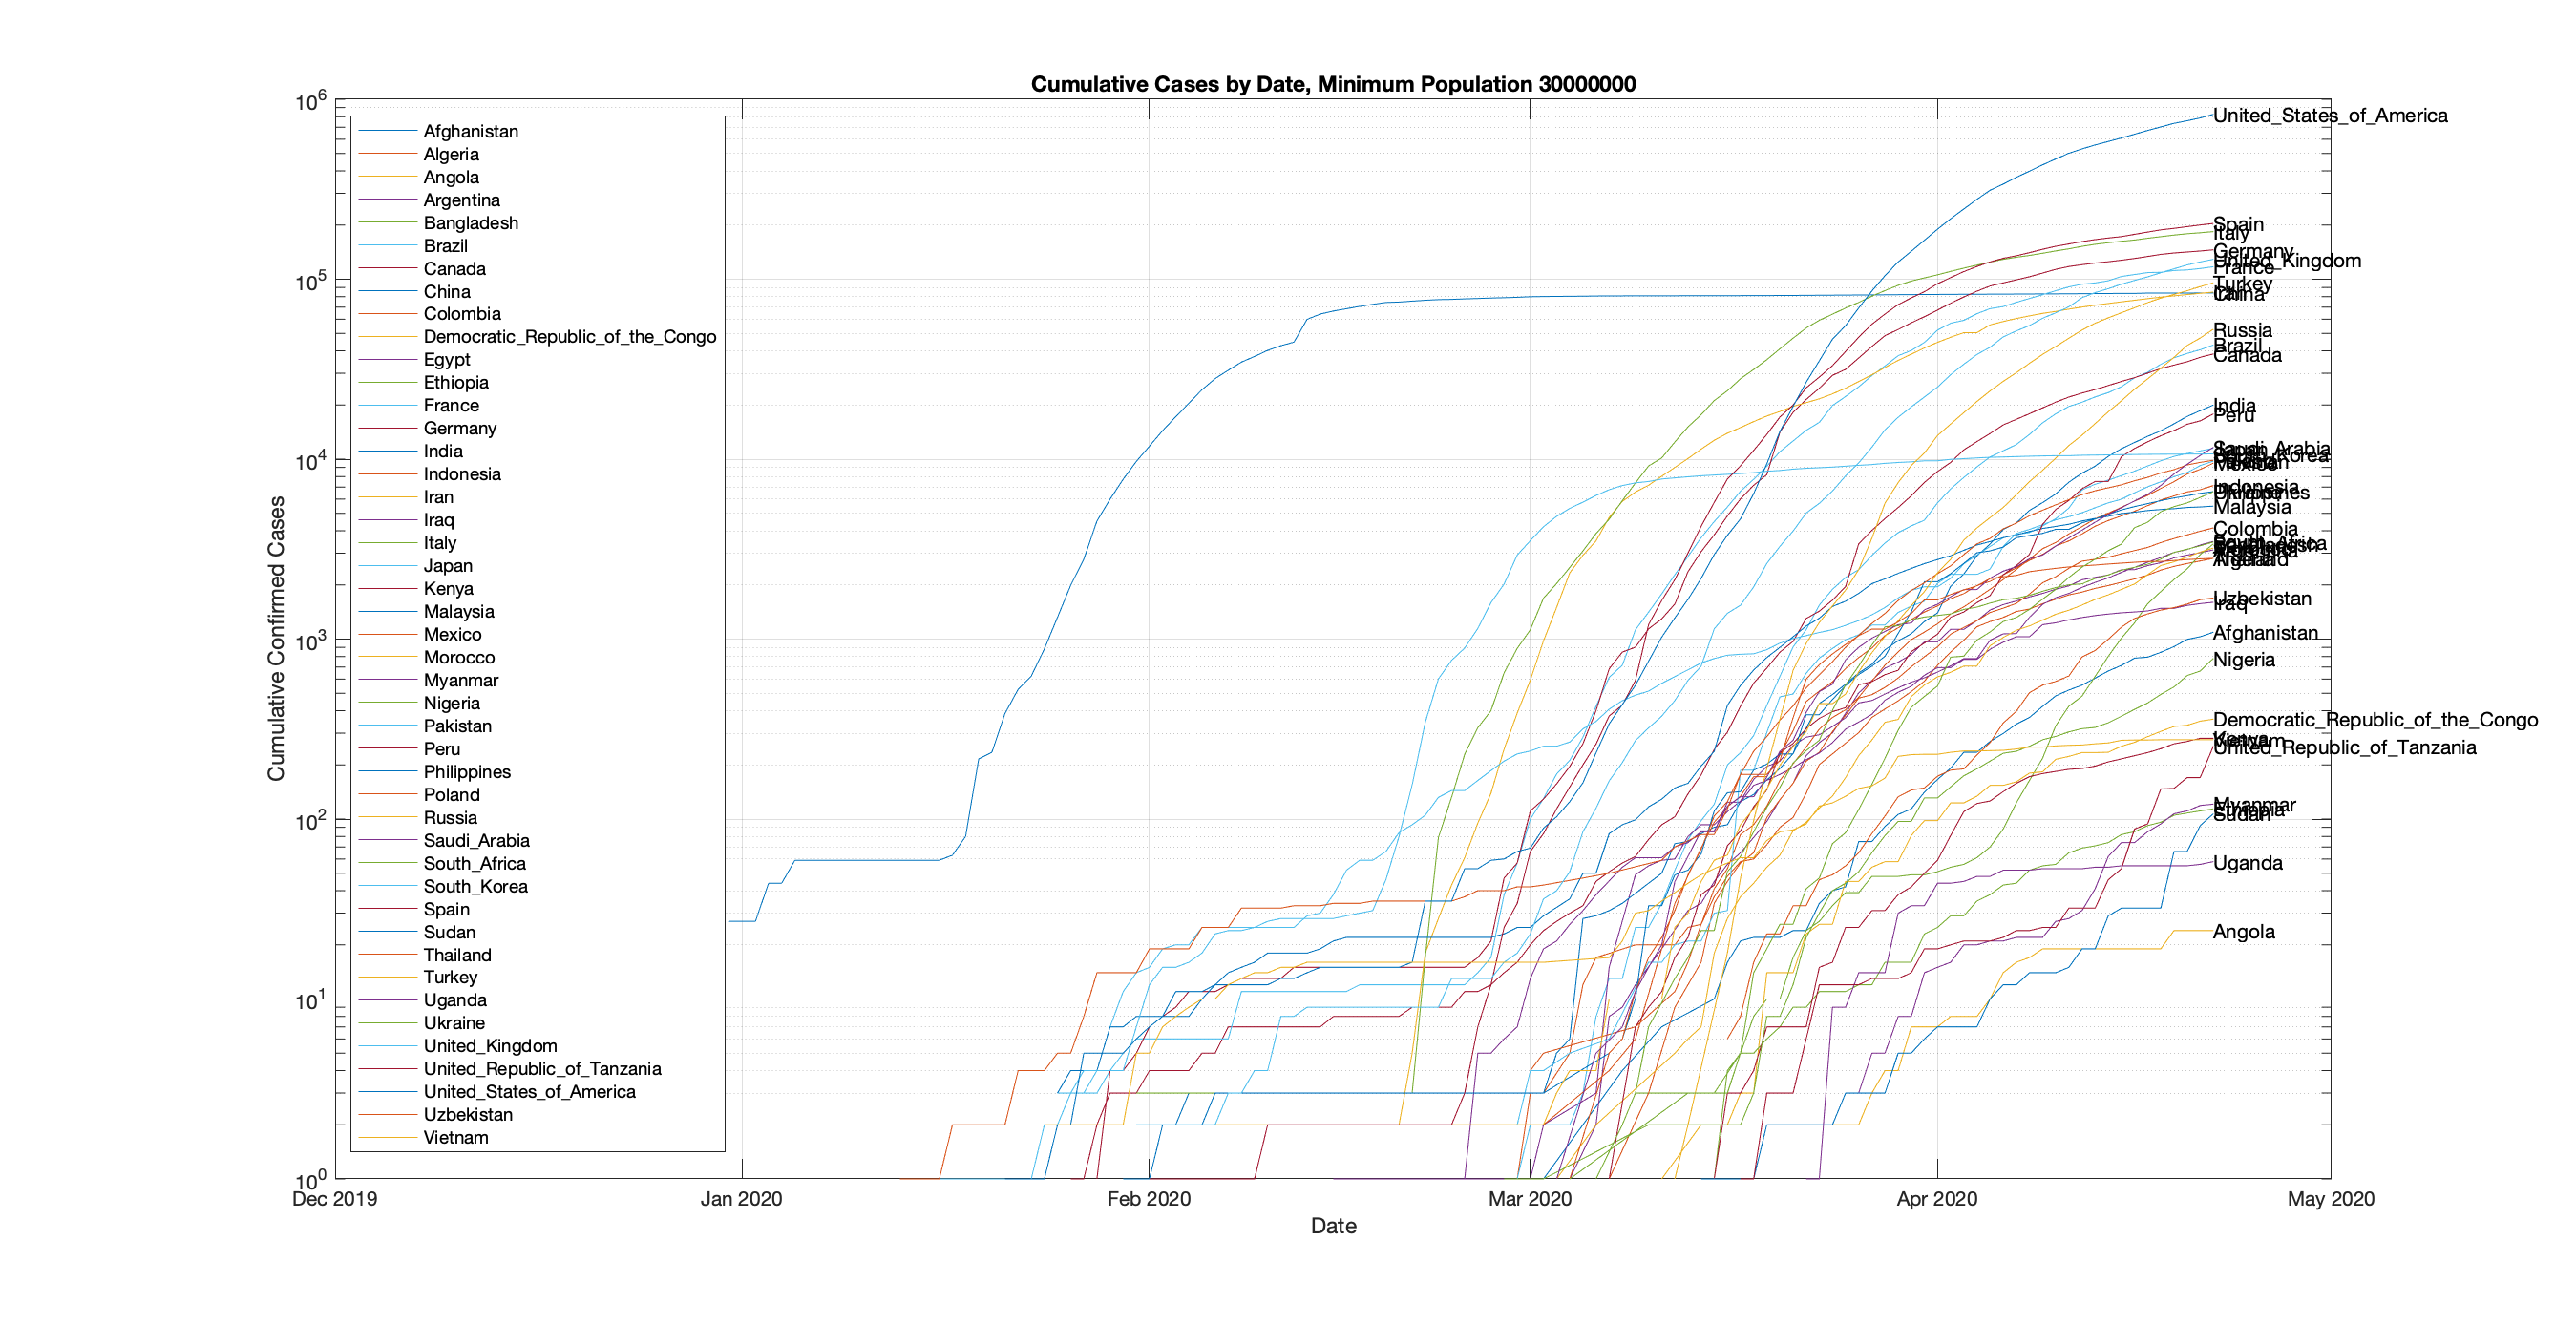 Cumulative Cases by Date, Minimum Population 30000000
10^6
10^5
10^4
10^3
10^2
10^1
10^0
Cumulative Confirmed Cases
Afghanistan
Algeria
Angola
Argentina
Bangladesh
Brazil
Canada
China
Colombia
Democratic_Republic_of_the_Congo
Egypt
Ethiopia
France
Germany
India
Indonesia
Iran
Iraq
Italy
Japan
Kenya
Malaysia
Mexico
Morocco
Myanmar
Nigeria
Pakistan
Peru
Philippines
Poland
Russia
Saudi_Arabia
South_Africa
South_Korea
Spain
Sudan
Thailand
Turkey
Uganda
Ukraine
United_Kingdom
United_Republic_of_Tanzania
United_States_of_America
Uzbekistan
Vietnam
United_States_of_America
Spain
Italy
Germany
United_Kingdom
France
Turkey
China
Russia
Brazil
Canada
India
Peru
Saudi_Arabia
Mexico
Indonesia
Malaysia
Colombia
Uzbekistan
Iraq
Afghanistan
Nigeria
Democratic_Republic_of_the_Congo
Kenya
United_Republic_of_Tanzania
Myanmar
Ethiopia
Sudan
Uganda
Angola
Dec 2019
Jan 2020
Feb 2020
Mar 2020
Apr 2020
May 2020
Date